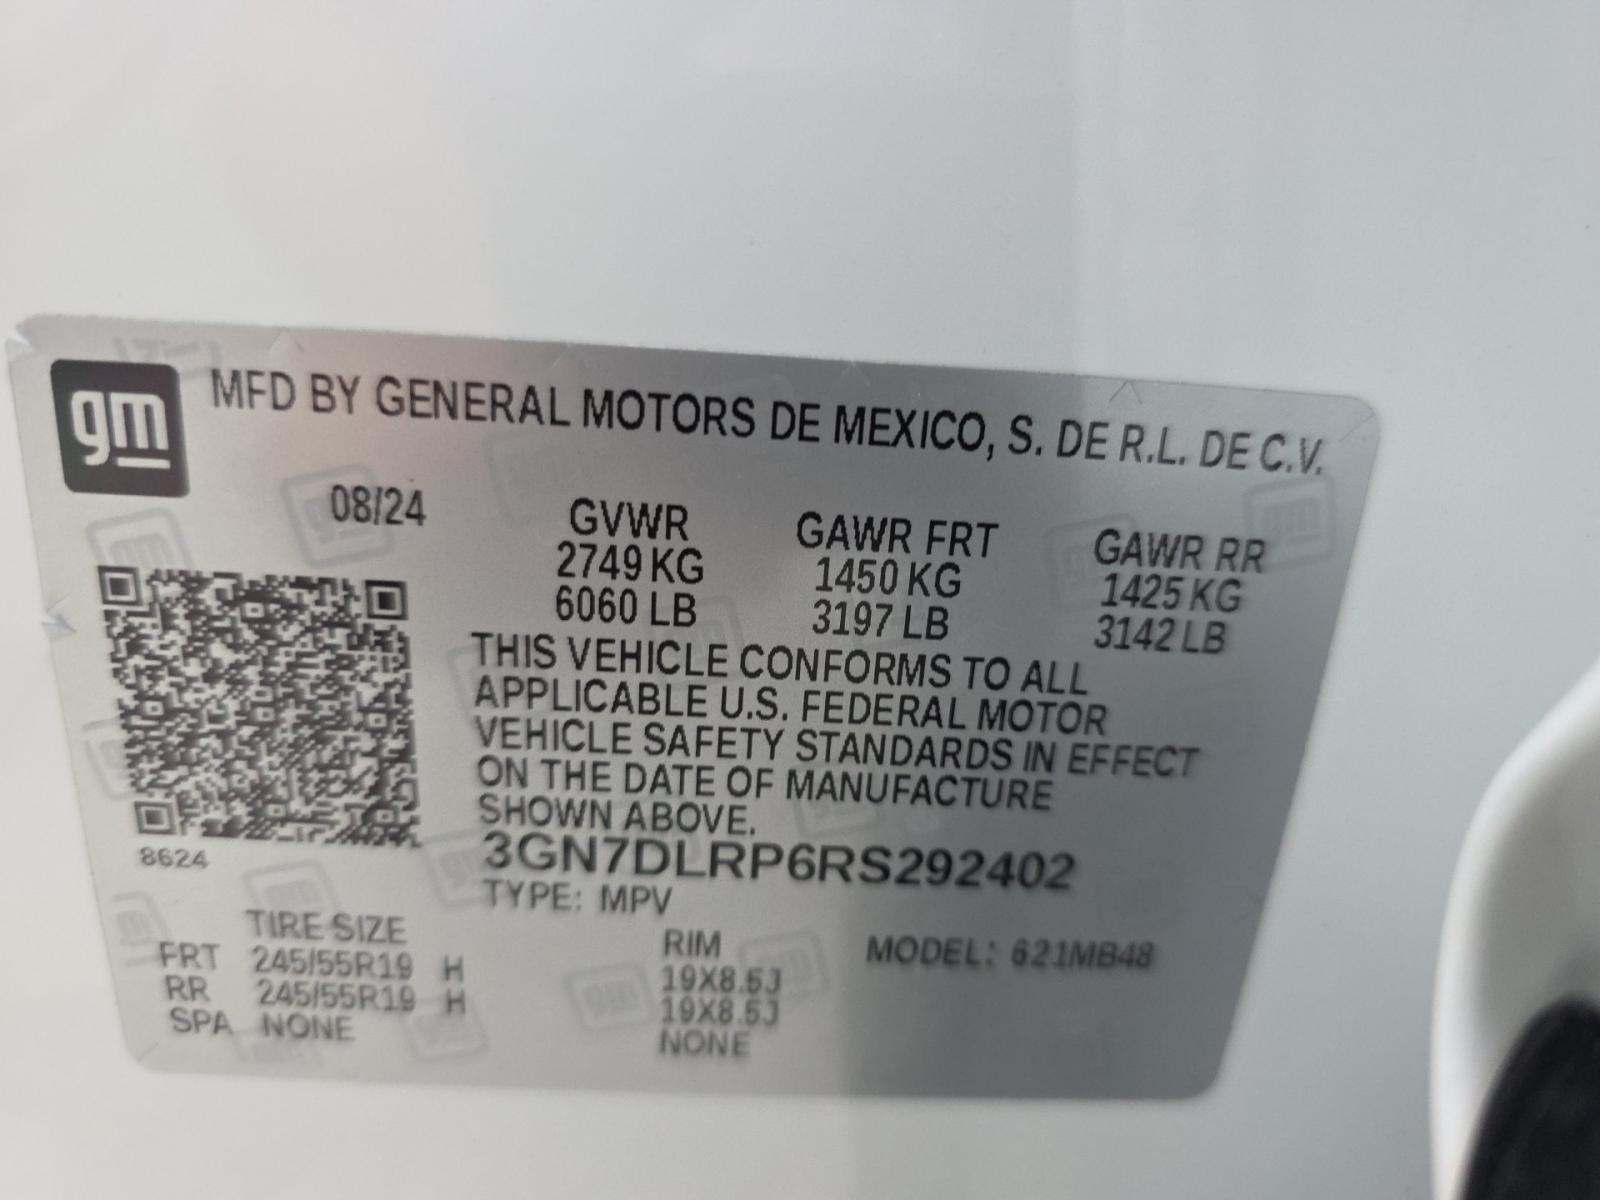 gm MFD BY GENERAL MOTORS DE MEXICO, S. DE R.L. DE C.V.
08/24
GVWR GAWR FRT GAWR RR
2749 KG 1450 KG 1425 KG
6060 LB 3197 LB 3142 LB
THIS VEHICLE CONFORMS TO ALL
APPLICABLE U.S. FEDERAL MOTOR
VEHICLE SAFETY STANDARDS IN EFFECT
ON THE DATE OF MANUFACTURE
SHOWN ABOVE.
8624
3GN7DLRP6RS292402
TYPE: MPV
TIRE SIZE RIM MODEL: 621MB48
FRT 245/55R19 H 19X8.5J
RR 245/55R19 H 19X8.5J
SPA NONE NONE